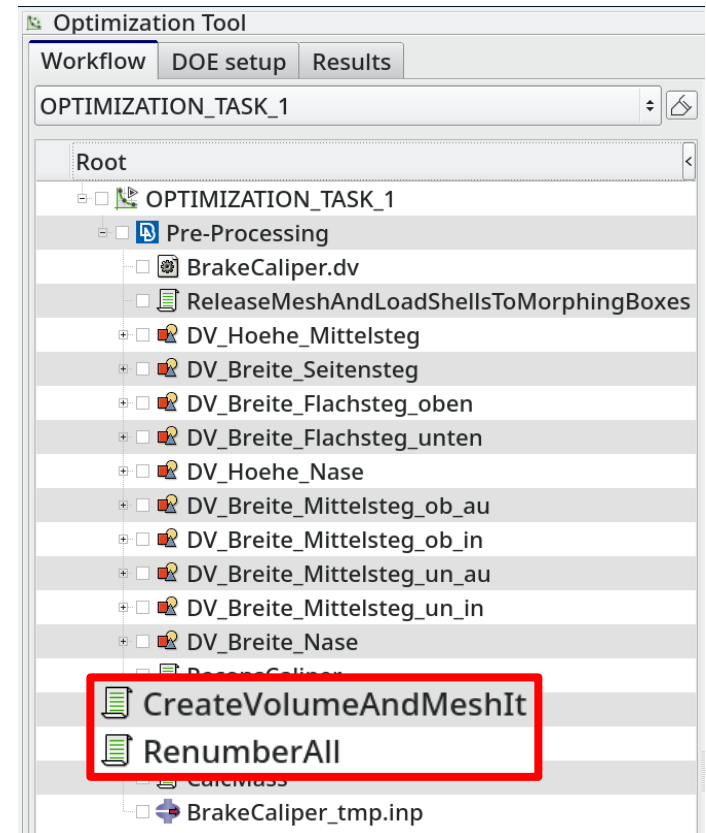 Optimization Tool
Workflow DOE setup Results
OPTIMIZATION_TASK_1
Root <
OPTIMIZATION_TASK_1
Pre-Processing
BrakeCaliper.dv
ReleaseMeshAndLoadShellsToMorphingBoxes
DV_Hoehe_Mittelsteg
DV_Breite_Seitensteg
DV_Breite_Flachsteg_oben
DV_Breite_Flachsteg_unten
DV_Hoehe_Nase
DV_Breite_Mittelsteg_ob_au
DV_Breite_Mittelsteg_ob_in
DV_Breite_Mittelsteg_un_au
DV_Breite_Mittelsteg_un_in
DV_Breite_Nase
CreateVolumeAndMeshIt
RenumberAll
CalcMass
BrakeCaliper_tmp.inp